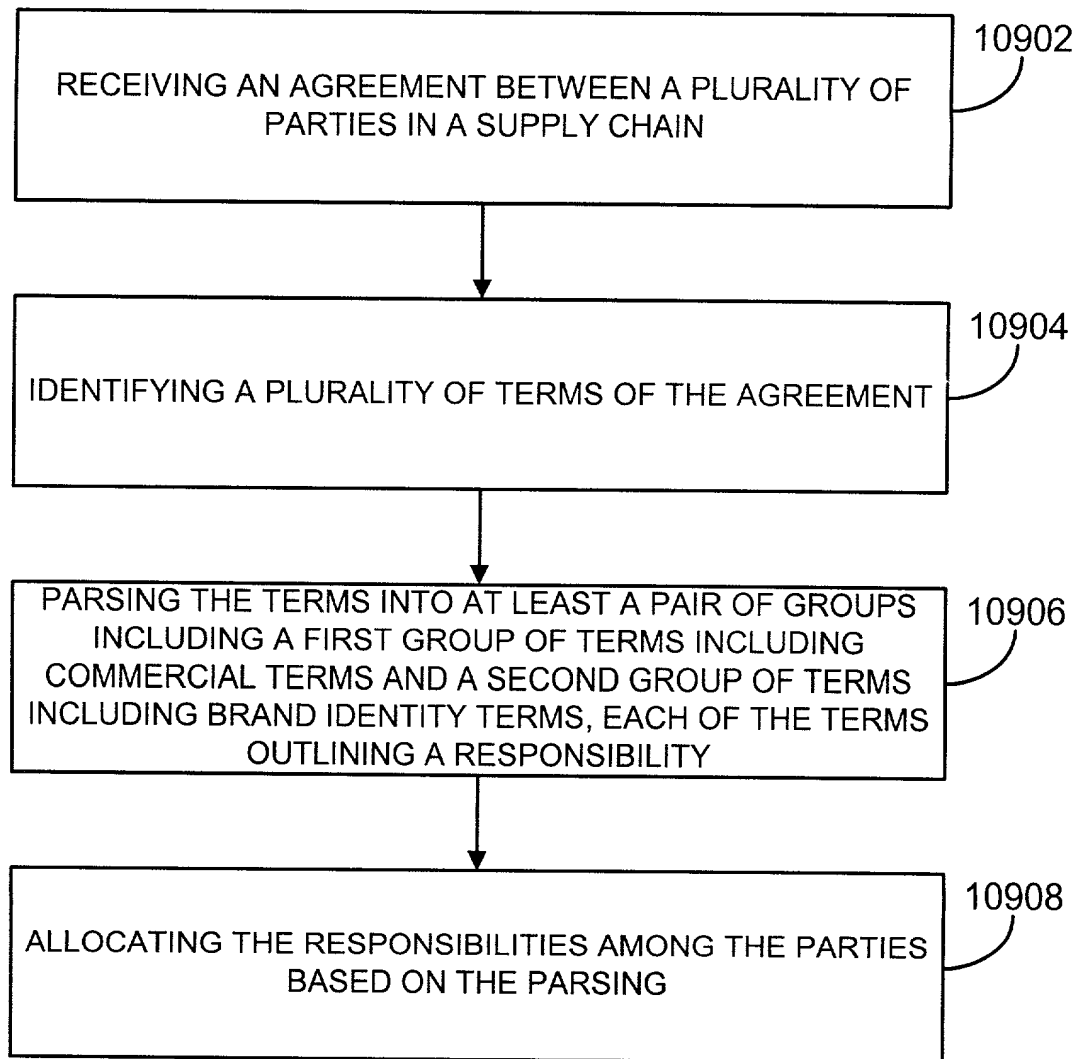 10902
RECEIVING AN AGREEMENT BETWEEN A PLURALITY OF
PARTIES IN A SUPPLY CHAIN
10904
IDENTIFYING A PLURALITY OF TERMS OF THE AGREEMENT
10906
PARSING THE TERMS INTO AT LEAST A PAIR OF GROUPS
INCLUDING A FIRST GROUP OF TERMS INCLUDING
COMMERCIAL TERMS AND A SECOND GROUP OF TERMS
INCLUDING BRAND IDENTITY TERMS, EACH OF THE TERMS
OUTLINING A RESPONSIBILITY
10908
ALLOCATING THE RESPONSIBILITIES AMONG THE PARTIES
BASED ON THE PARSING